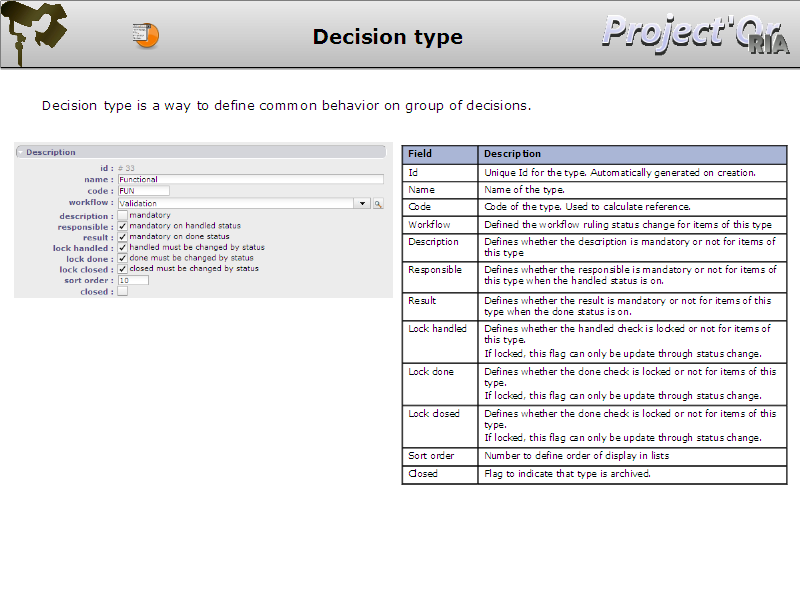 Decision type
Project'Or
RIA
Decision type is a way to define common behavior on group of decisions.
Description
id : # 33
name : Functional
code : FUN
workflow : Validation
description : mandatory
responsible : mandatory on handled status
result : mandatory on done status
lock handled : handled must be changed by status
lock done : done must be changed by status
lock closed : closed must be changed by status
sort order : 10
closed :
Field Description
Id Unique Id for the type. Automatically generated on creation.
Name Name of the type.
Code Code of the type. Used to calculate reference.
Workflow Defined the workflow ruling status change for items of this type
Description Defines whether the description is mandatory or not for items of
this type
Responsible Defines whether the responsible is mandatory or not for items of
this type when the handled status is on.
Result Defines whether the result is mandatory or not for items of this
type when the done status is on.
Lock handled Defines whether the handled check is locked or not for items of
this type.
If locked, this flag can only be update through status change.
Lock done Defines whether the done check is locked or not for items of this
type.
If locked, this flag can only be update through status change.
Lock closed Defines whether the done check is locked or not for items of this
type.
If locked, this flag can only be update through status change.
Sort order Number to define order of display in lists
Closed Flag to indicate that type is archived.